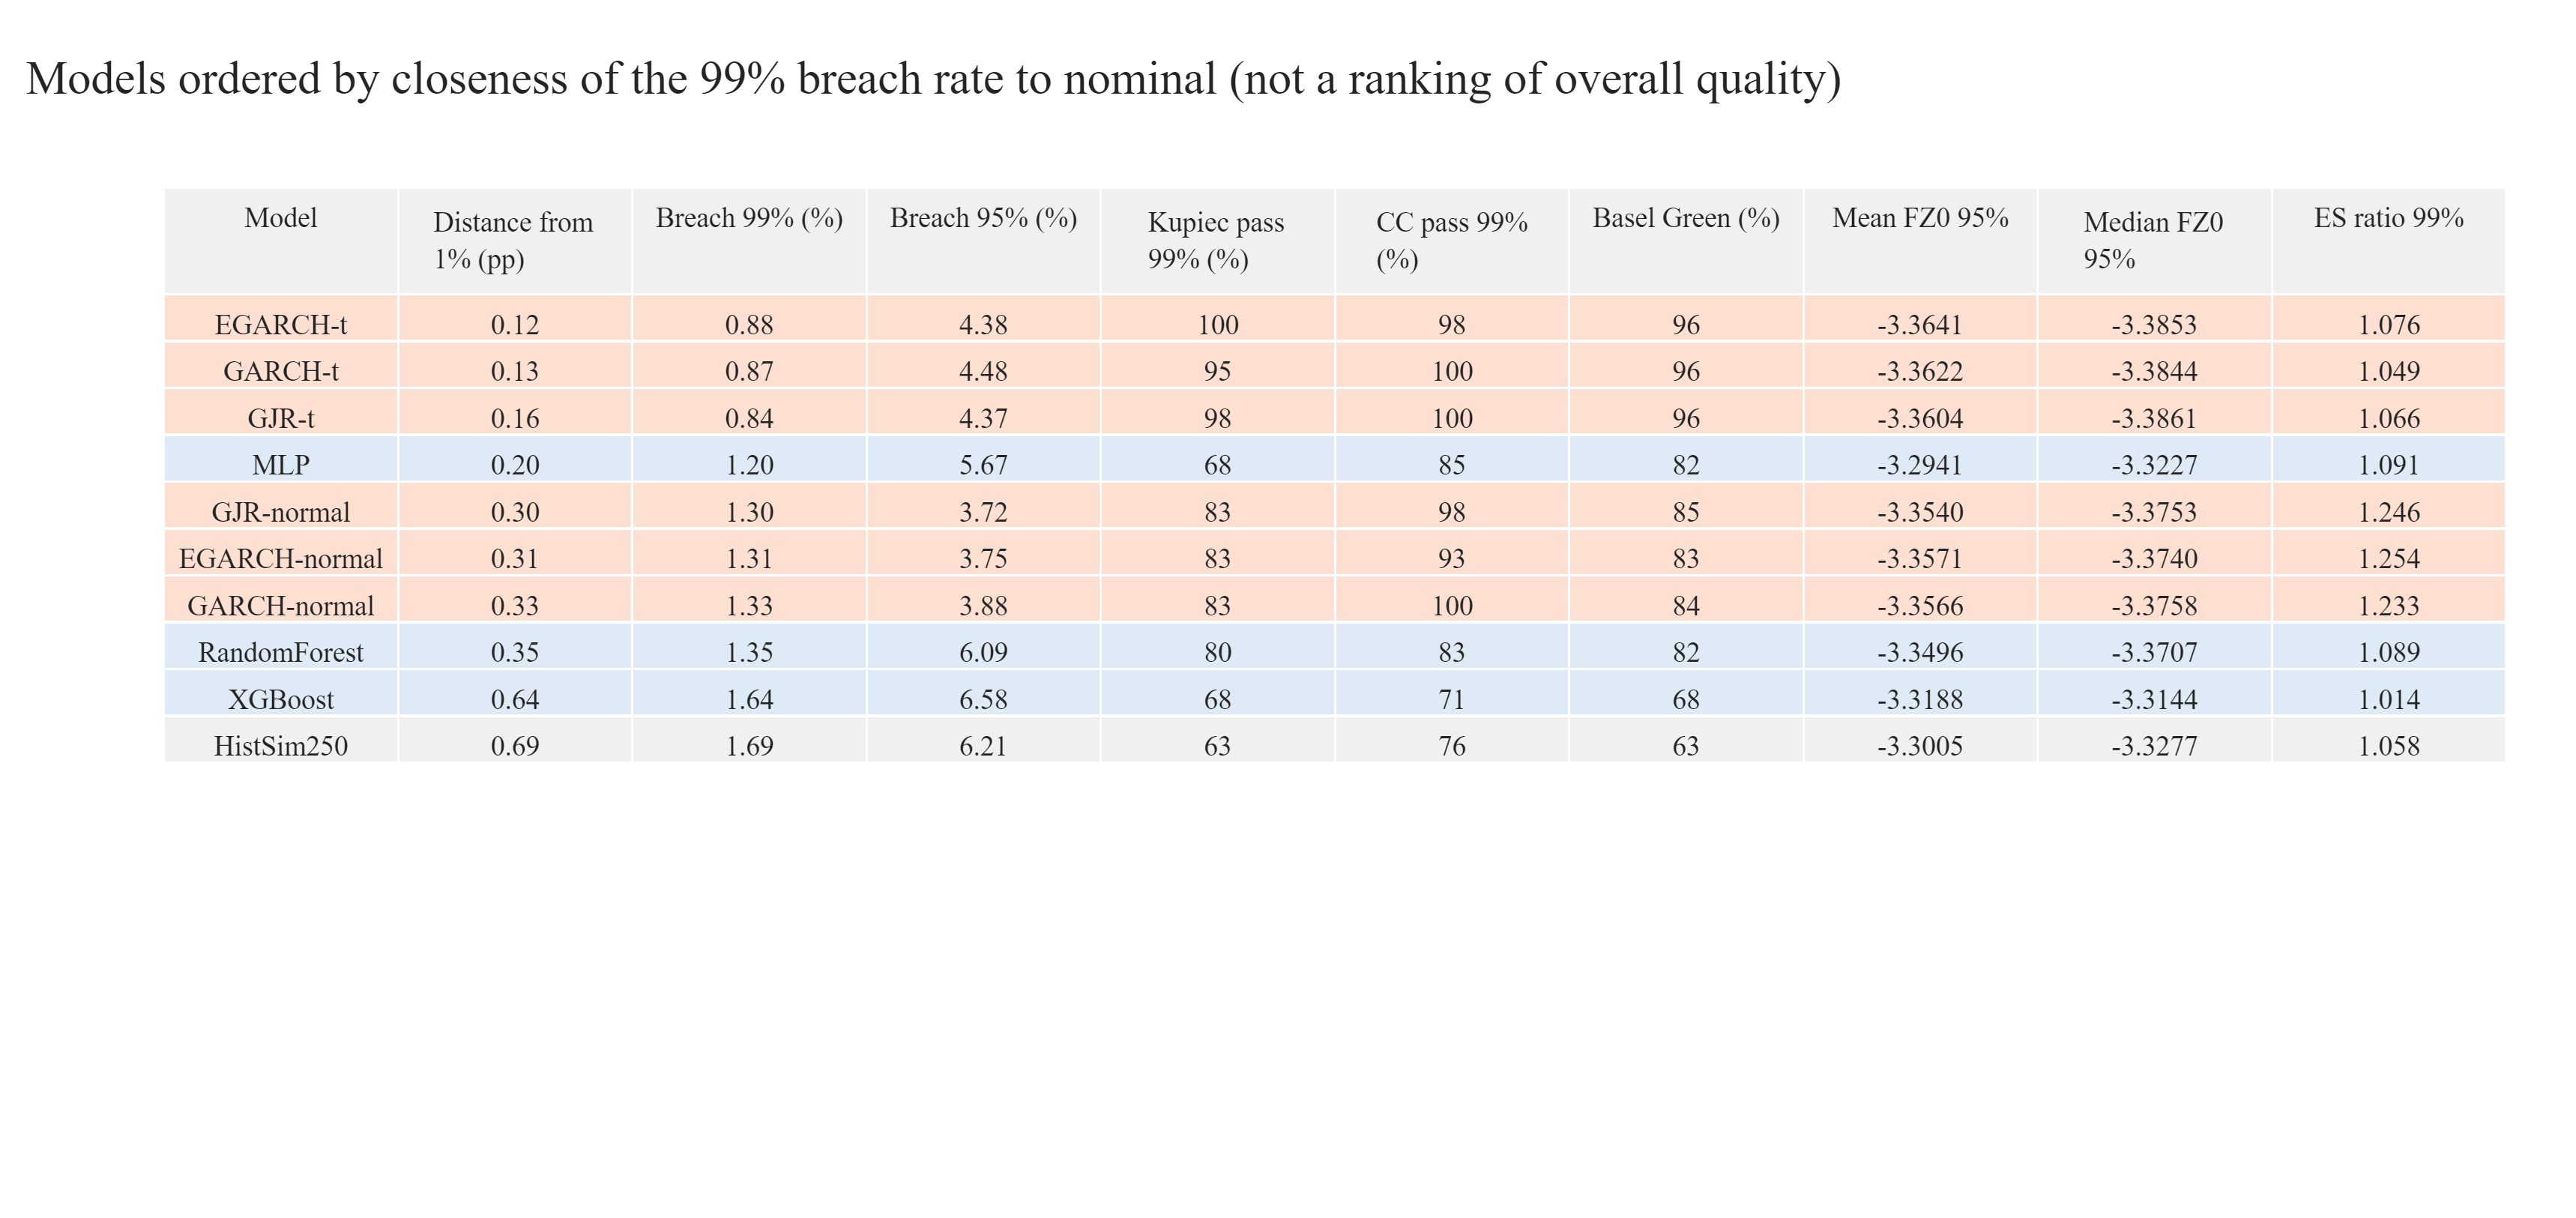 Models ordered by closeness of the 99% breach rate to nominal (not a ranking of overall quality)
Model Distance from 1% (pp) Breach 99% (%) Breach 95% (%) Kupiec pass 99% (%) CC pass 99% (%) Basel Green (%) Mean FZ0 95% Median FZ0 95% ES ratio 99%
EGARCH-t 0.12 0.88 4.38 100 98 96 -3.3641 -3.3853 1.076
GARCH-t 0.13 0.87 4.48 95 100 96 -3.3622 -3.3844 1.049
GJR-t 0.16 0.84 4.37 98 100 96 -3.3604 -3.3861 1.066
MLP 0.20 1.20 5.67 68 85 82 -3.2941 -3.3227 1.091
GJR-normal 0.30 1.30 3.72 83 98 85 -3.3540 -3.3753 1.246
EGARCH-normal 0.31 1.31 3.75 83 93 83 -3.3571 -3.3740 1.254
GARCH-normal 0.33 1.33 3.88 83 100 84 -3.3566 -3.3758 1.233
RandomForest 0.35 1.35 6.09 80 83 82 -3.3496 -3.3707 1.089
XGBoost 0.64 1.64 6.58 68 71 68 -3.3188 -3.3144 1.014
HistSim250 0.69 1.69 6.21 63 76 63 -3.3005 -3.3277 1.058